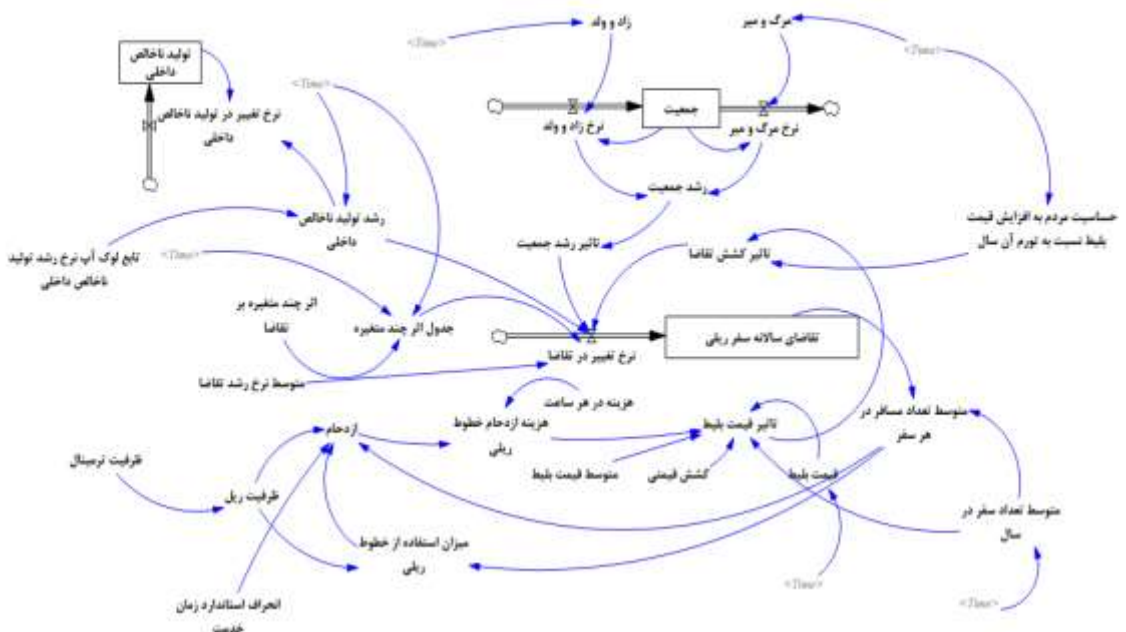 زاد و ولد
مرگ و میر
<Time>
<Time>
تولید ناخالص
داخلی
<Time>
نرخ تغییر در تولید ناخالص
داخلی
جمعیت
نرخ زاد و ولد
نرخ مرگ و میر
رشد جمعیت
رشد تولید ناخالص
داخلی
حساسیت مردم به افزایش قیمت
بلیط نسبت به تورم آن سال
تاثیر رشد جمعیت
تاثیر کشش تقاضا
<Time>
تابع لوک آپ نرخ رشد تولید
ناخالص داخلی
اثر چند متغیره بر
تقاضا
جدول اثر چند متغیره
تقاضای سالانه سفر ریلی
نرخ تغییر در تقاضا
متوسط نرخ رشد تقاضا
هزینه در هر ساعت
متوسط تعداد مسافر در
هر سفر
ازدحام
هزینه ازدحام خطوط
ریلی
تاثیر قیمت بلیط
ظرفیت ترمینال
متوسط قیمت بلیط
کشش قیمتی
قیمت بلیط
ظرفیت ریل
متوسط تعداد سفر در
سال
میزان استفاده از خطوط
ریلی
<Time>
انحراف استاندارد زمان
خدمت
<Time>